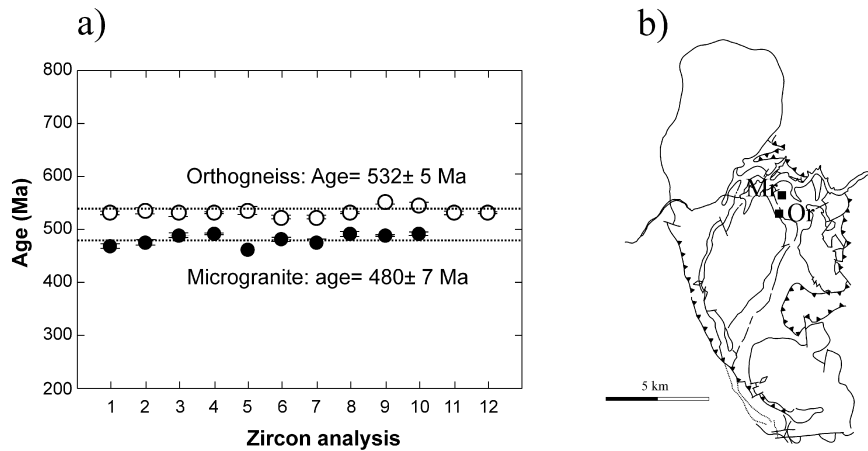 a)
b)
800
700
600
500
400
300
200
Age (Ma)
Orthogneiss: Age= 532± 5 Ma
Microgranite: age= 480± 7 Ma
1 2 3 4 5 6 7 8 9 10 11 12
Zircon analysis
Mr
Or
5 km